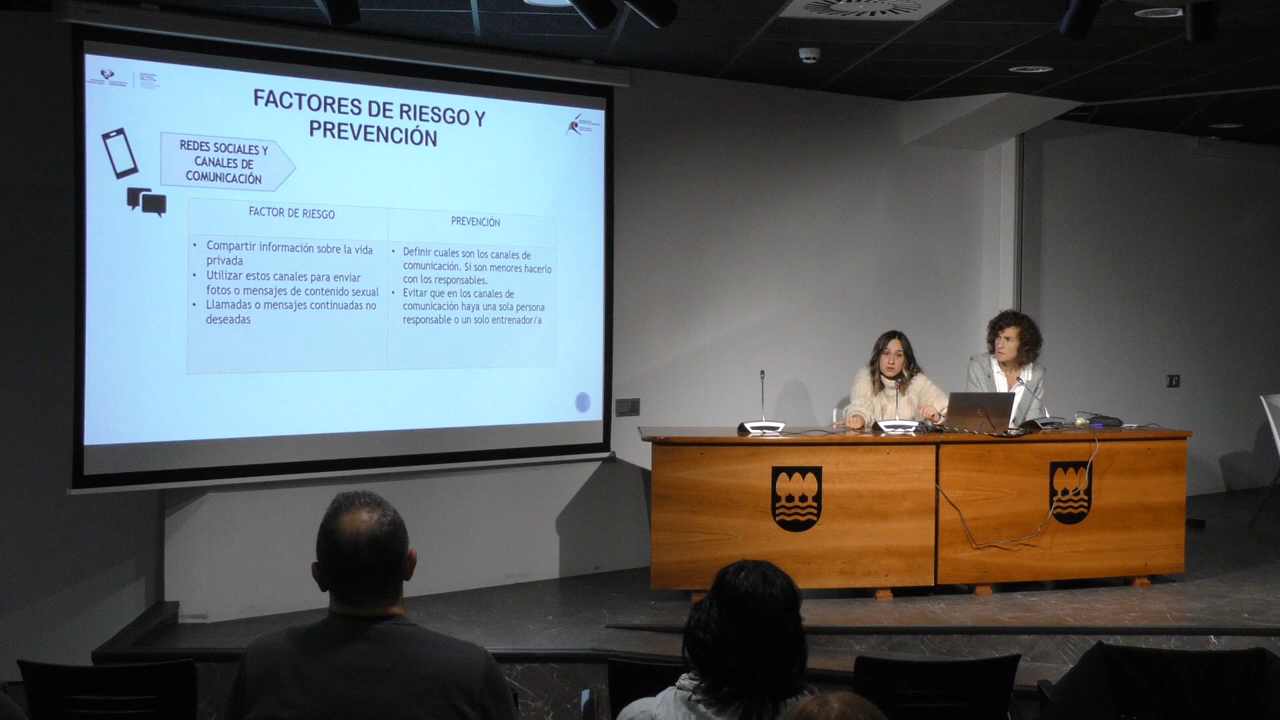 FACTORES DE RIESGO Y
PREVENCIÓN
REDES SOCIALES Y
CANALES DE
COMUNICACIÓN
FACTOR DE RIESGO
PREVENCIÓN
• Compartir información sobre la vida
privada
• Utilizar estos canales para enviar
fotos o mensajes de contenido sexual
• Llamadas o mensajes continuadas no
deseadas
• Definir cuales son los canales de
comunicación. Si son menores hacerlo
con los responsables.
• Evitar que en los canales de
comunicación haya una sola persona
responsable o un solo entrenador/a